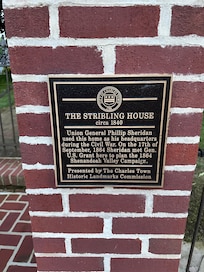 THE STRIBLING HOUSE
circa 1840
Union General Phillip Sheridan
used this home as his headquarters
during the Civil War. On the 17th of
September, 1864 Sheridan met Gen.
U.S. Grant here to plan the 1864
Shenandoah Valley Campaign.
Presented By The Charles Town
Historic Landmarks Commission